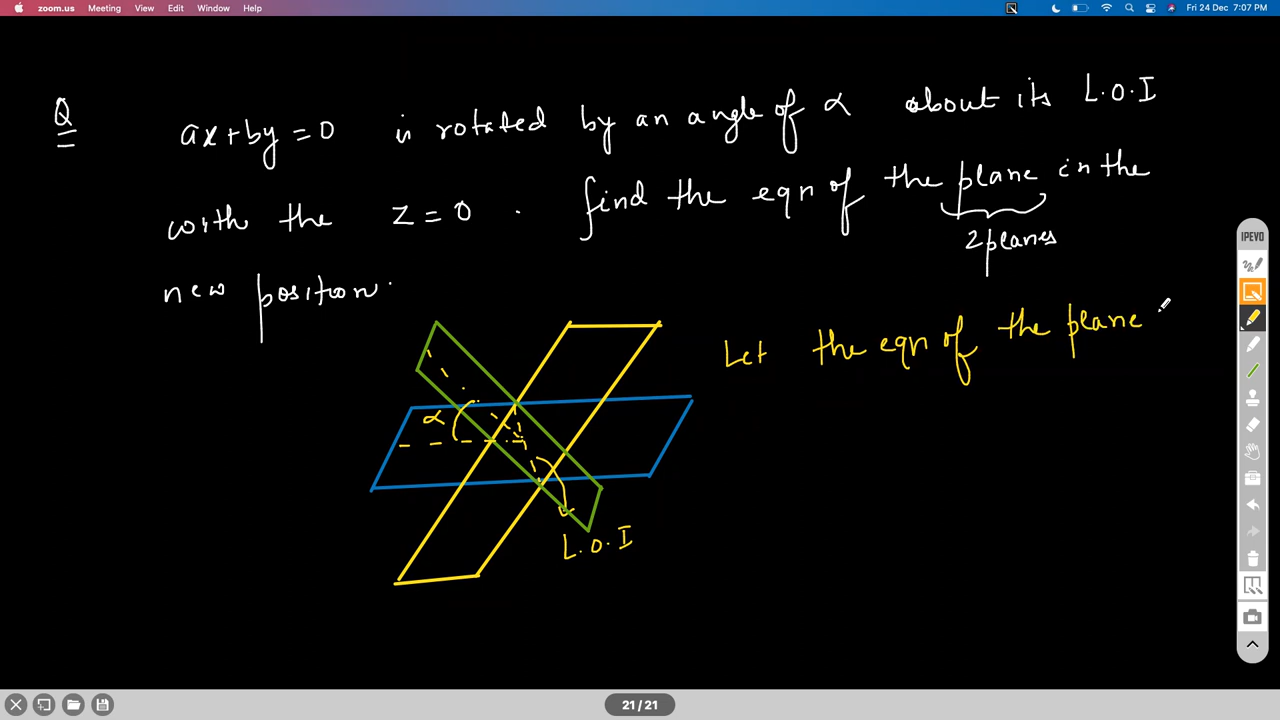 zoom.us Meeting View Edit Window Help Fri 24 Dec 7:07 PM
Q ax+by=0 is rotated by an angle of α about its L.O.I
with the z=0. find the eqn of the plane in the
2 planes
new position.
Let the eqn of the plane
α
L.O.I
IPEVO
21/21